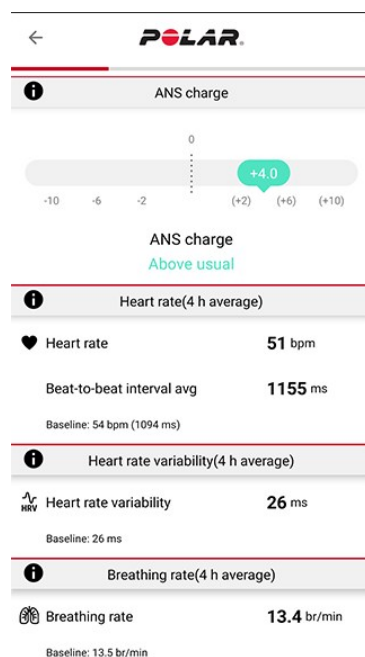 POLAR.
ANS charge
0
+4.0
-10 -6 -2 (+2) (+6) (+10)
ANS charge
Above usual
Heart rate(4 h average)
Heart rate 51 bpm
Beat-to-beat interval avg 1155 ms
Baseline: 54 bpm (1094 ms)
Heart rate variability(4 h average)
HRV Heart rate variability 26 ms
Baseline: 26 ms
Breathing rate(4 h average)
Breathing rate 13.4 br/min
Baseline: 13.5 br/min